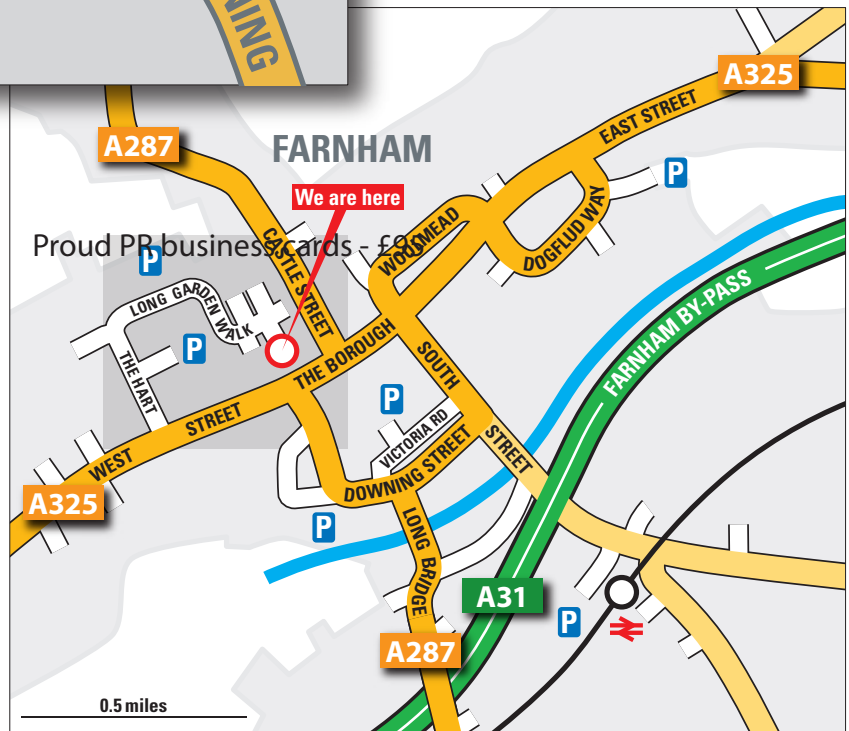 NING
A325
EAST STREET
A287
FARNHAM
P
We are here
DOGFLUD WAY
WOOLMEAD
CASTLE STREET
Proud PR business cards -
P
LONG GARDEN WALK
FARNHAM BY-PASS
THE BOROUGH
P
THE HART
SOUTH
STREET
P
VICTORIA RD
WEST
STREET
DOWNING STREET
A325
P
LONG BRIDGE
A31
P
A287
0.5 miles